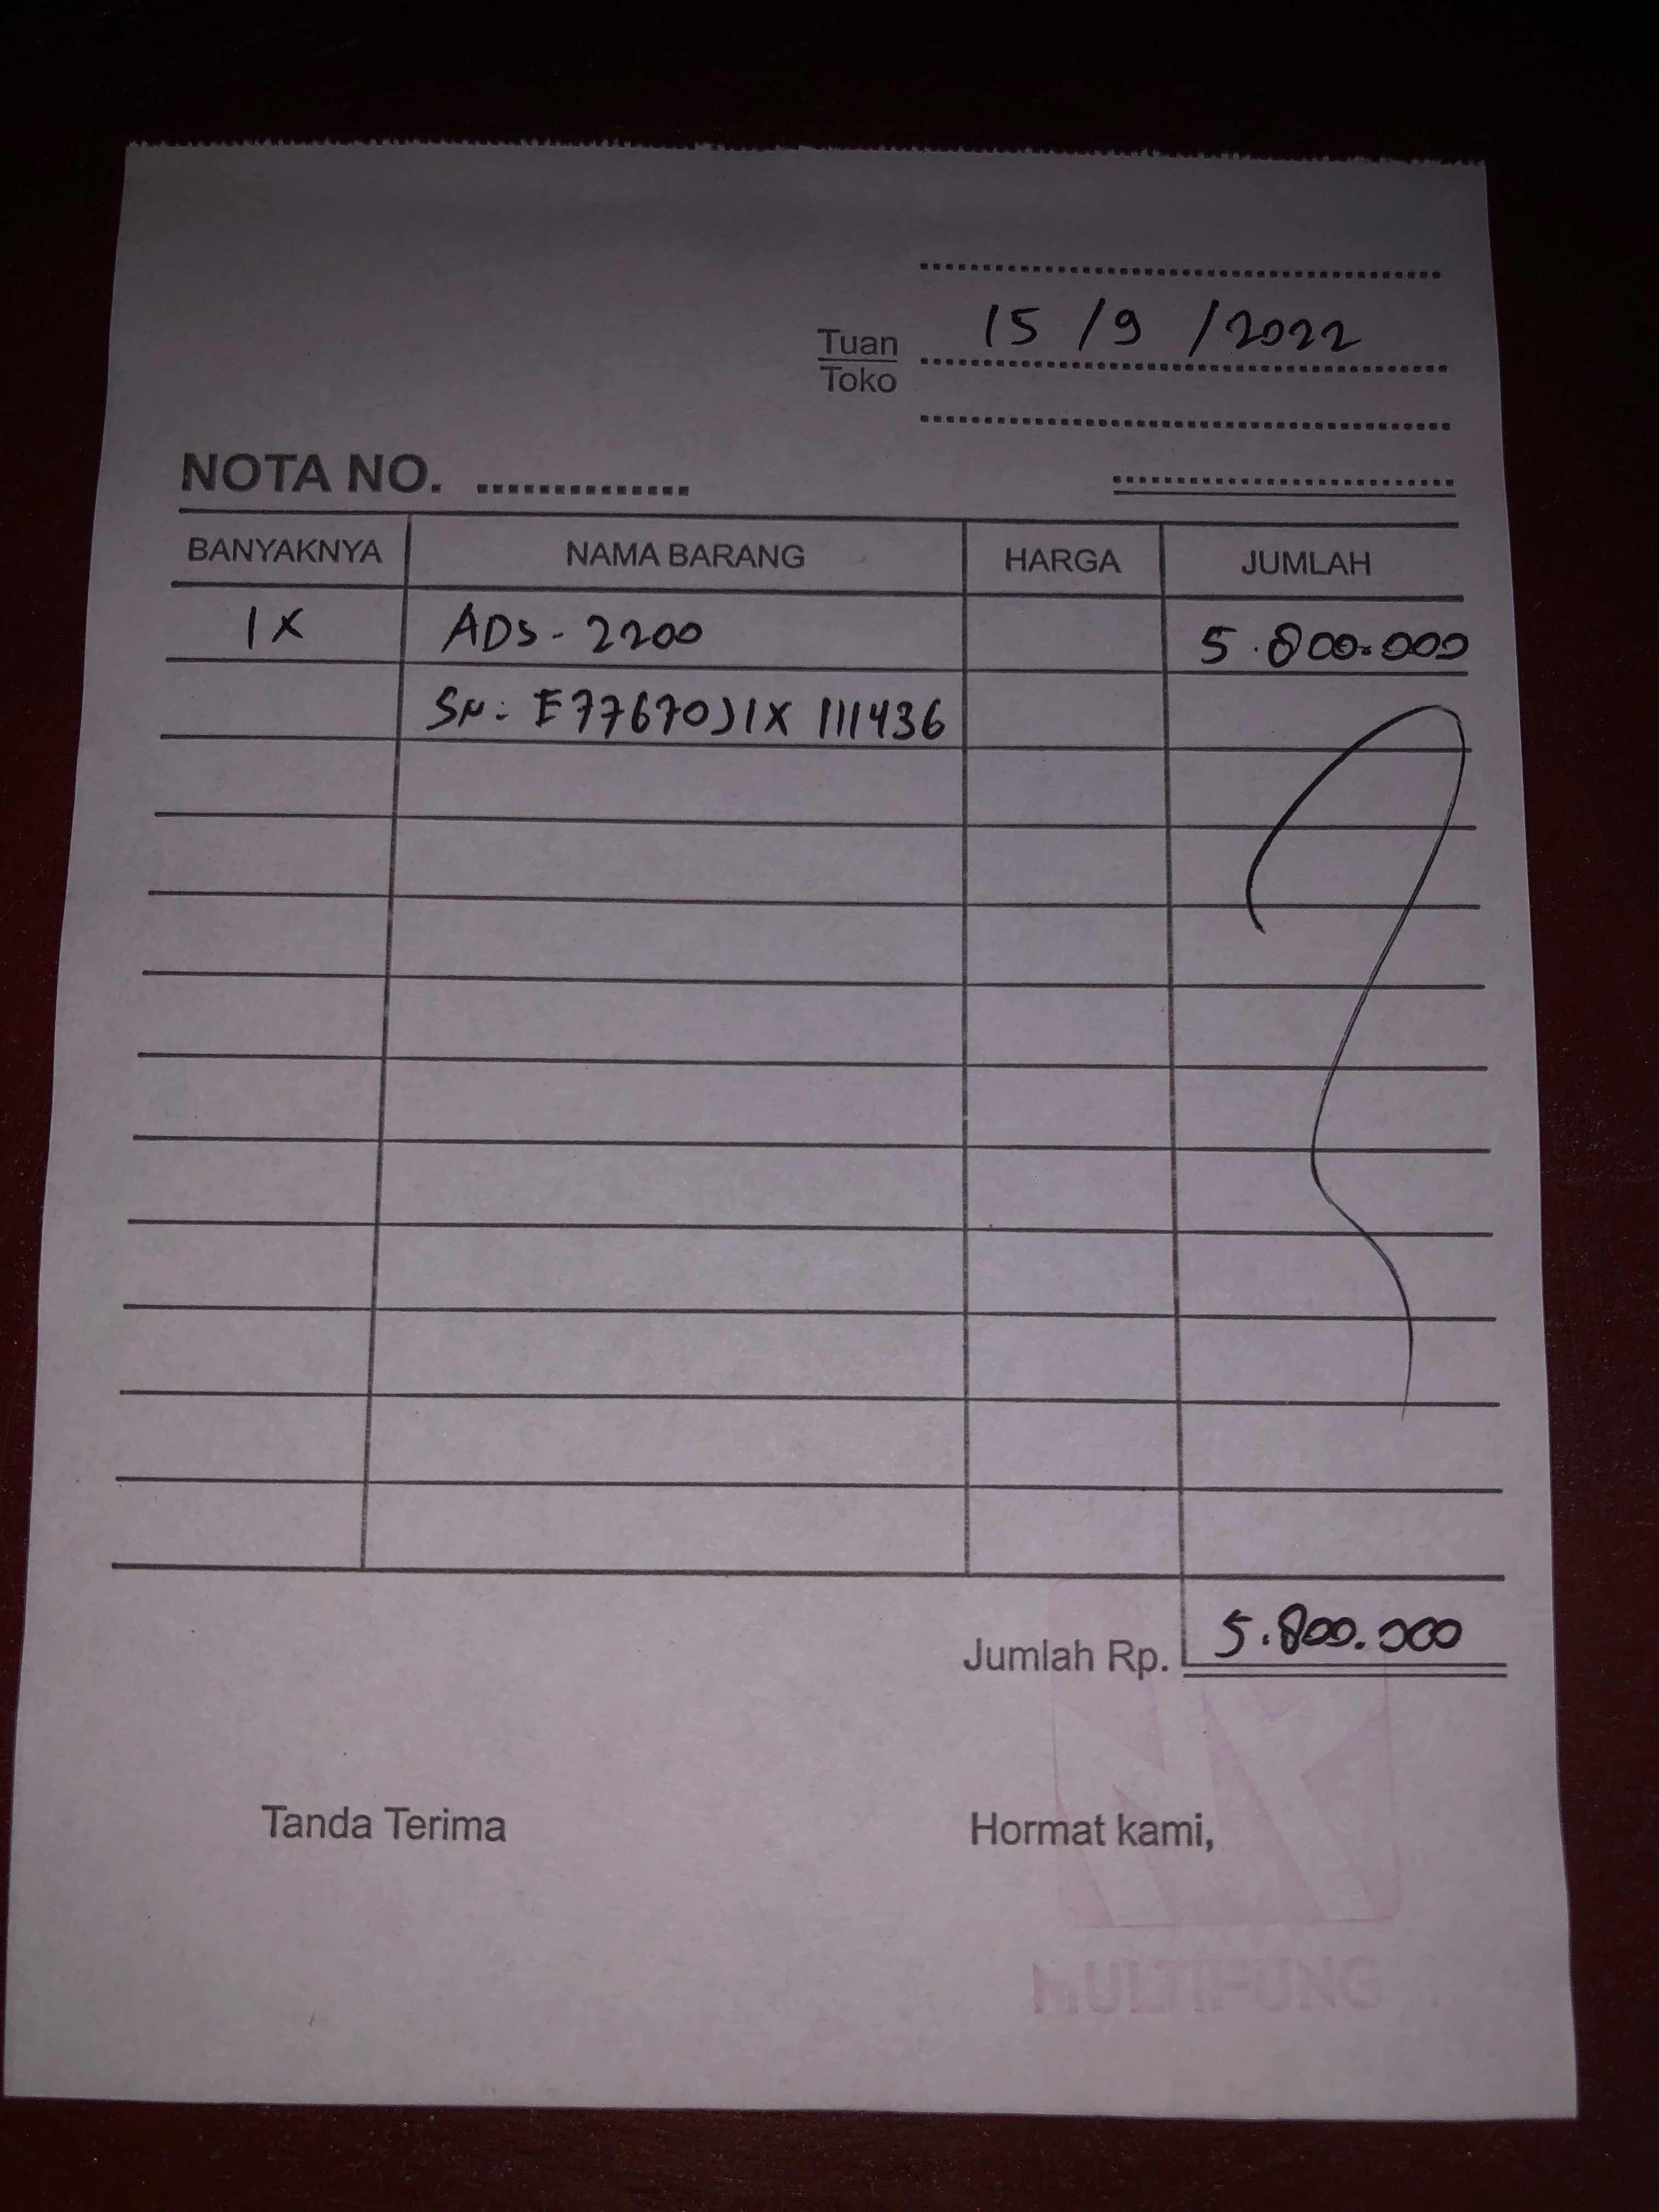 15 /9 /2022
Tuan
Toko
NOTA NO. ...............
BANYAKNYA NAMA BARANG HARGA JUMLAH
1X ADS - 2200 5.800.000
SN: E77670J1X 111436
Jumlah Rp. 5.800.000
Tanda Terima Hormat kami,
MULTIFUNG